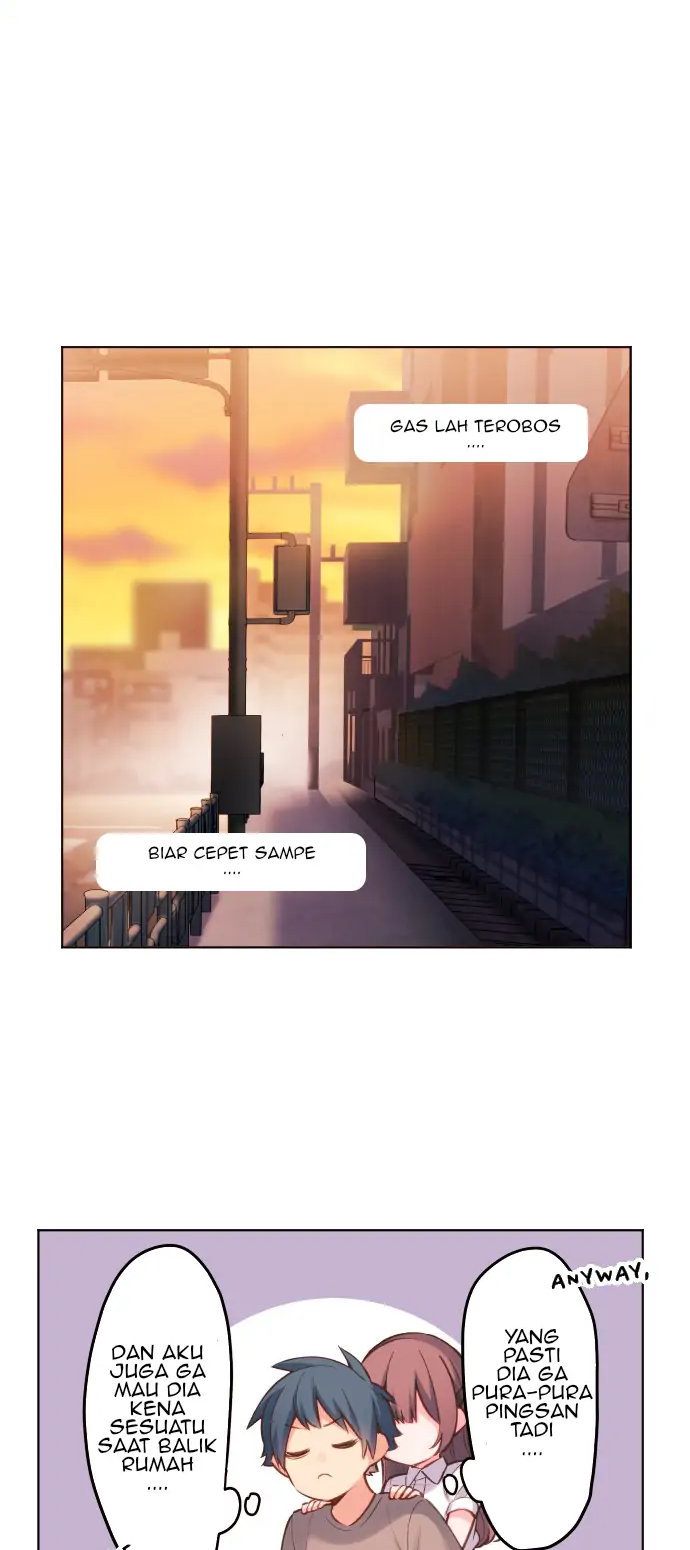 GAS LAH TEROBOS
....
BIAR CEPET SAMPE
....
ANYWAY,
YANG
PASTI
DIA GA
PURA-PURA
PINGSAN
TADI
....
DAN AKU
JUGA GA
MAU DIA
KENA
SESUATU
SAAT BALIK
RUMAH
....